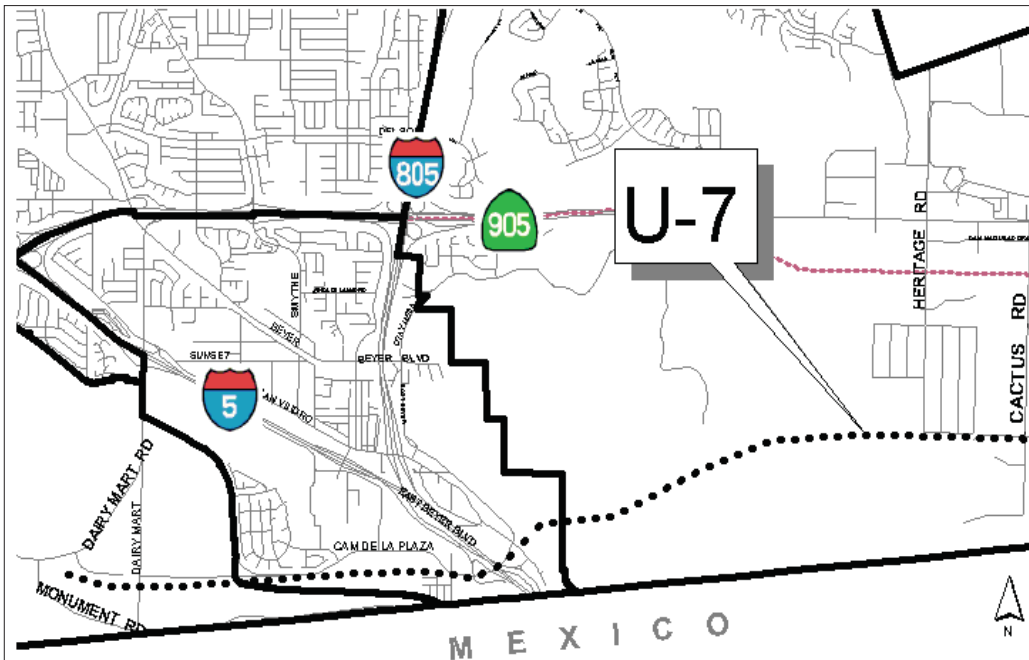 805
905
U-7
HERITAGE RD
CACTUS RD
SMYTHE
BEYER
BEYER BLVD
SUNSET
5
EAST BEYER BLVD
DAIRY MART RD
DAIRY MART
CAM DE LA PLAZA
MONUMENT RD
MEXICO
N